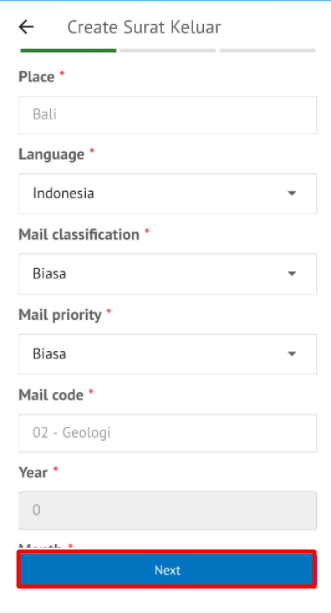 Create Surat Keluar
Place *
Bali
Language *
Indonesia
Mail classification *
Biasa
Mail priority *
Biasa
Mail code *
02 - Geologi
Year *
0
Month *
Next